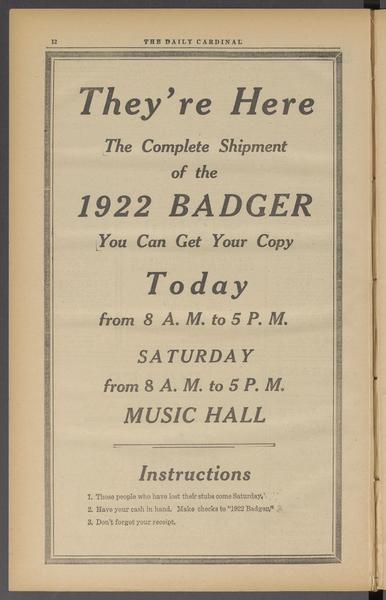 12
THE DAILY CARDINAL
They're Here
The Complete Shipment
of the
1922 BADGER
You Can Get Your Copy
Today
from 8 A. M. to 5 P. M.
SATURDAY
from 8 A. M. to 5 P. M.
MUSIC HALL
Instructions
1. Those people who have lost their stubs come Saturday.
2. Have your cash in hand. Make checks to "1922 Badger."
3. Don't forget your receipt.